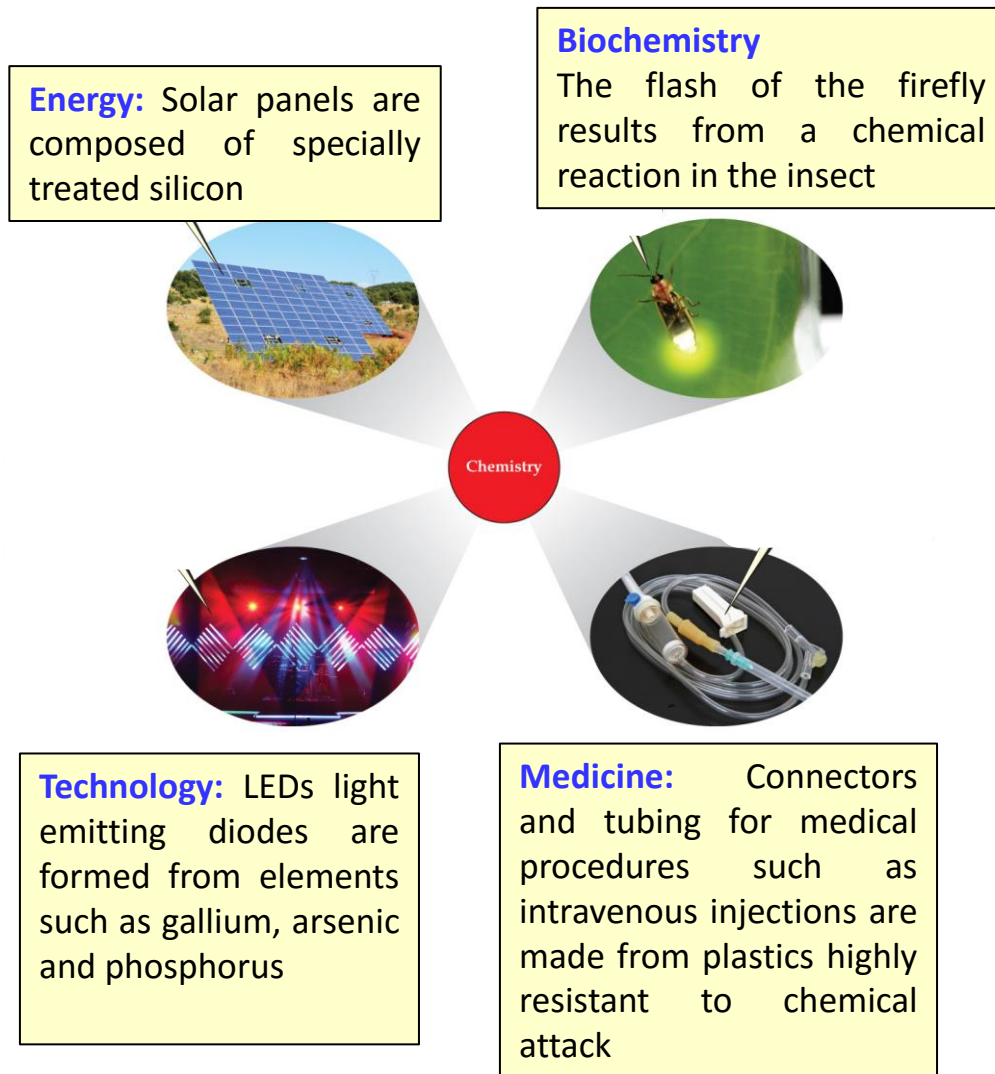 Energy: Solar panels are
composed of specially
treated silicon
Biochemistry
The flash of the firefly
results from a chemical
reaction in the insect
Chemistry
Technology: LEDs light
emitting diodes are
formed from elements
such as gallium, arsenic
and phosphorus
Medicine: Connectors
and tubing for medical
procedures such as
intravenous injections are
made from plastics highly
resistant to chemical
attack